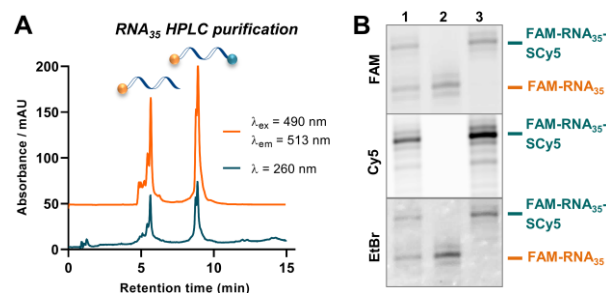 A
RNA₃₅ HPLC purification
Absorbance / mAU
200
150
100
50
0
0
5
10
15
Retention time (min)
λex = 490 nm
λem = 513 nm
λ = 260 nm
B
1 2 3
FAM
FAM-RNA₃₅-
SCy5
FAM-RNA₃₅
Cy5
FAM-RNA₃₅-
SCy5
EtBr
FAM-RNA₃₅-
SCy5
FAM-RNA₃₅